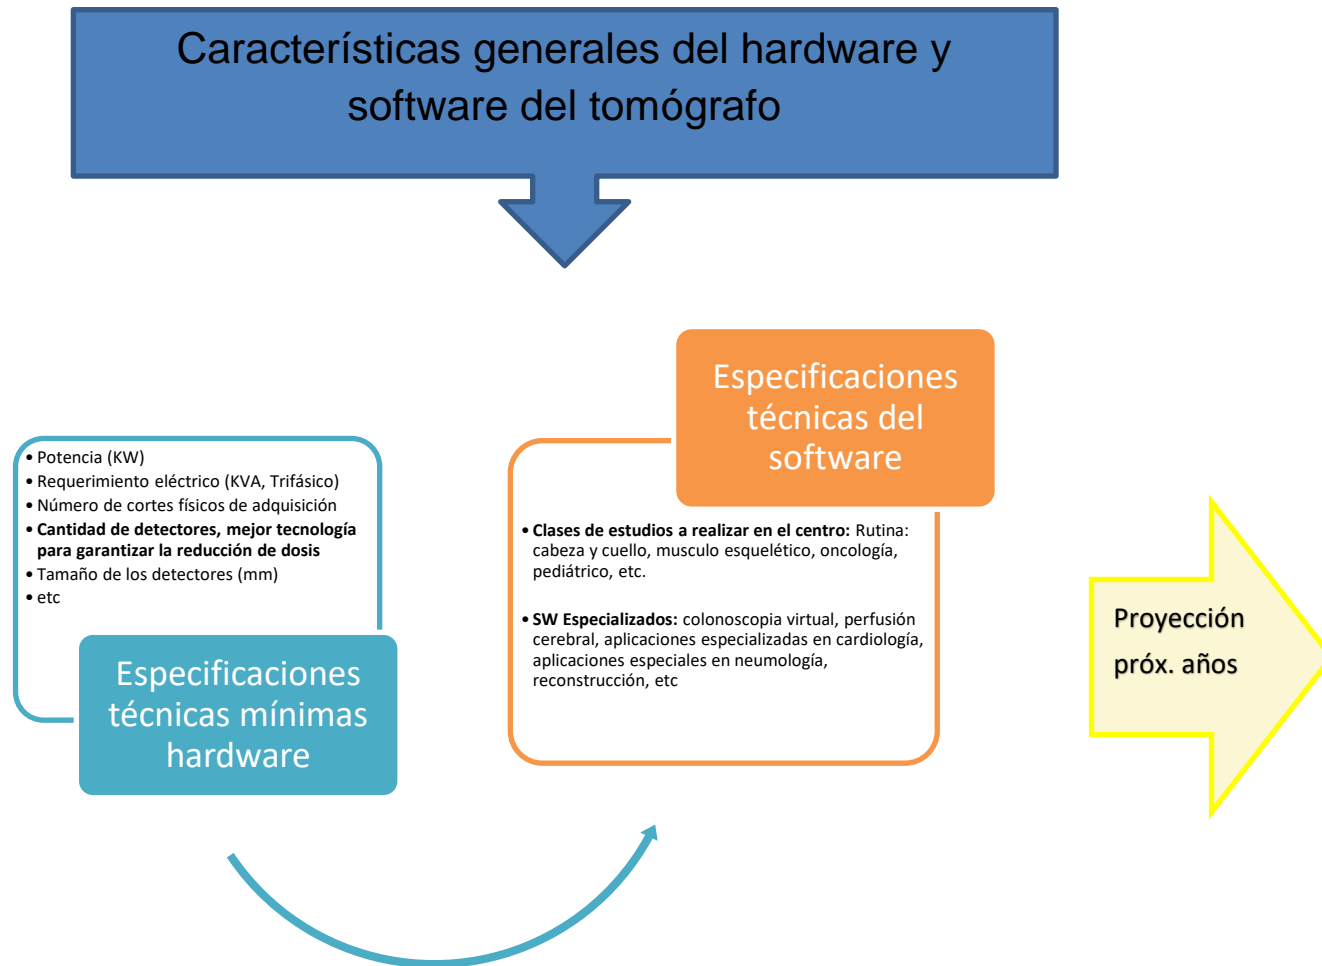 Características generales del hardware y
software del tomógrafo
• Potencia (KW)
• Requerimiento eléctrico (KVA, Trifásico)
• Número de cortes físicos de adquisición
• Cantidad de detectores, mejor tecnología
para garantizar la reducción de dosis
• Tamaño de los detectores (mm)
• etc
Especificaciones
técnicas mínimas
hardware
Especificaciones
técnicas del
software
• Clases de estudios a realizar en el centro: Rutina:
cabeza y cuello, musculo esquelético, oncología,
pediátrico, etc.
• SW Especializados: colonoscopia virtual, perfusión
cerebral, aplicaciones especializadas en cardiología,
aplicaciones especiales en neumología,
reconstrucción, etc
Proyección
próx. años